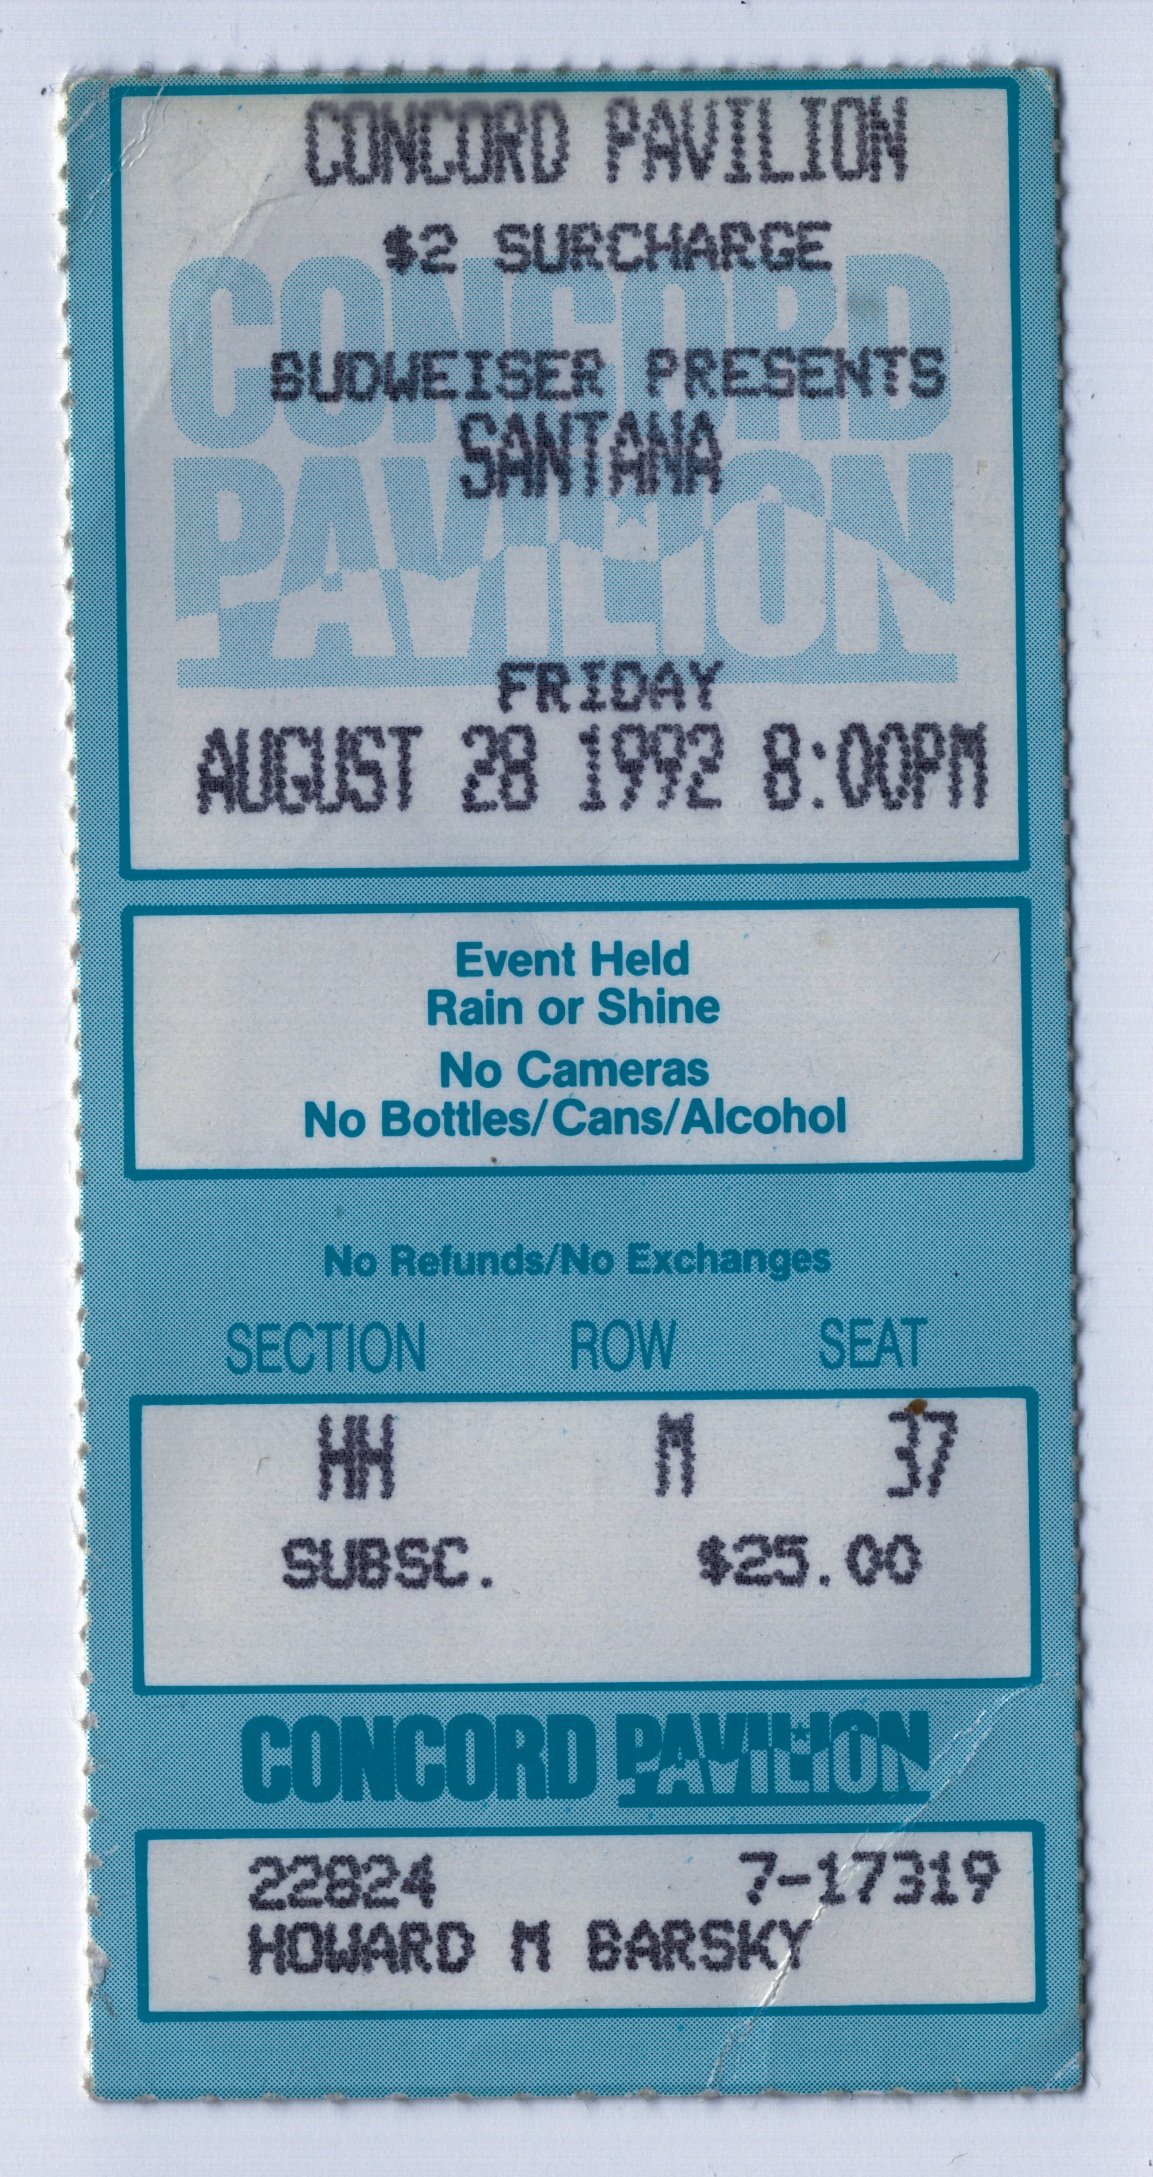 CONCORD PAVILION
$2 SURCHARGE
CONCORD
BUDWEISER PRESENTS
SANTANA
PAVILION
FRIDAY
AUGUST 28 1992 8:00PM
Event Held
Rain or Shine
No Cameras
No Bottles/Cans/Alcohol
No Refunds/No Exchanges
SECTION ROW SEAT
HH M 37
SUBSC. $25.00
CONCORD PAVILION
22824 7-17319
HOWARD M BARSKY